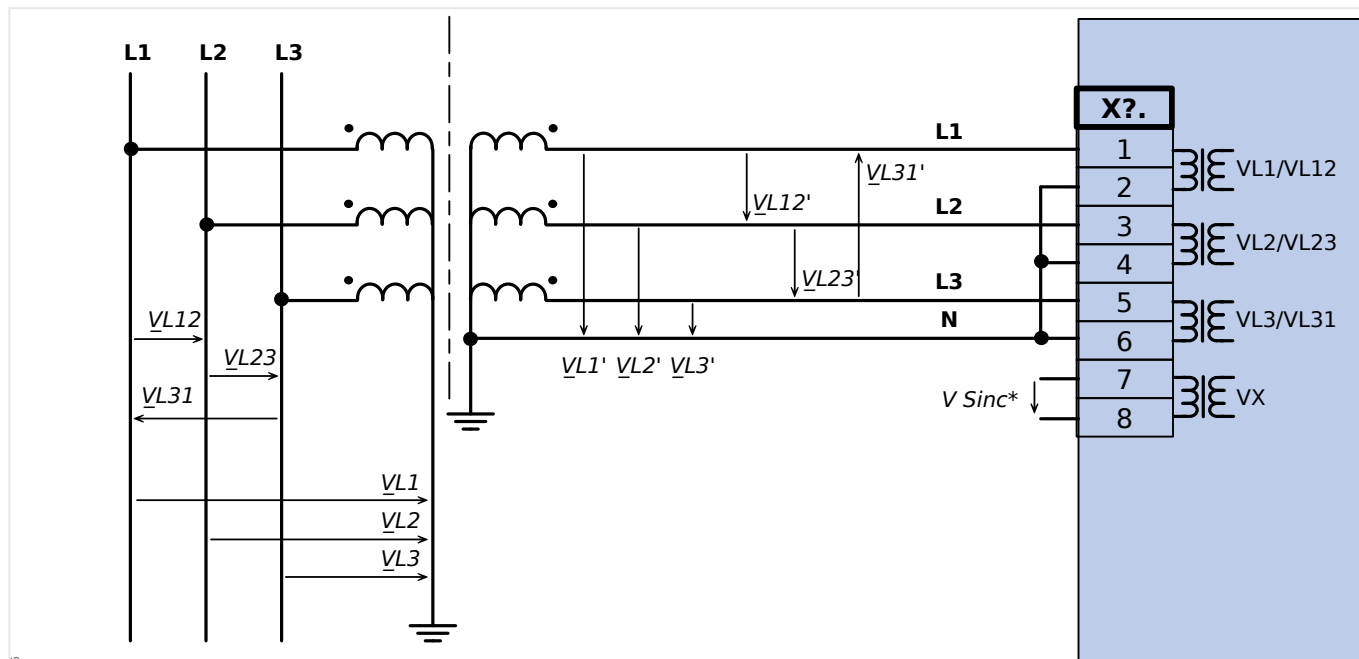 L1 L2 L3
X?.
L1
1
VL1/VL12
VL31'
2
VL12'
L2
3
VL2/VL23
4
VL23'
L3
5
VL3/VL31
N
6
VL12
VL23
VL1' VL2' VL3'
7
VL31
V Sinc*
VX
8
VL1
VL2
VL3